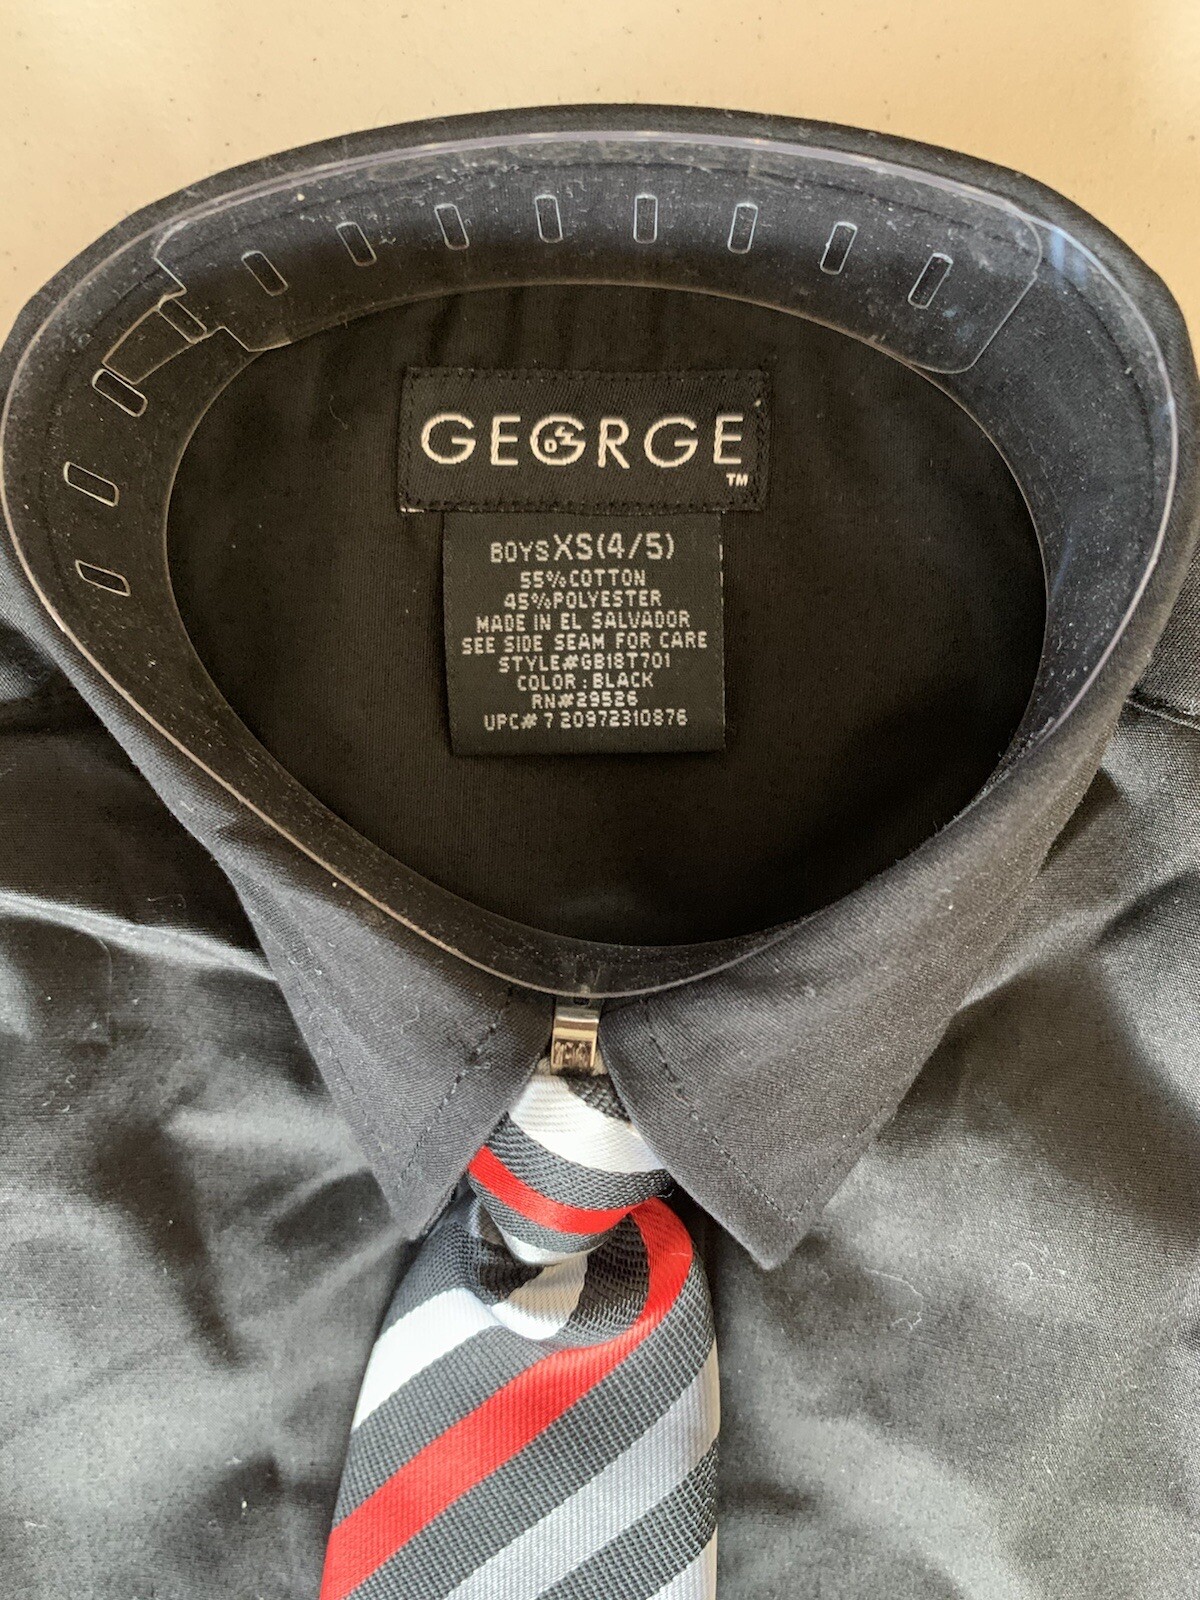 GEORGE
TM
BOYS XS(4/5)
55%COTTON
45%POLYESTER
MADE IN EL SALVADOR
SEE SIDE SEAM FOR CARE
STYLE#GB18T701
COLOR:BLACK
RN#29526
UPC# 7 20972310876